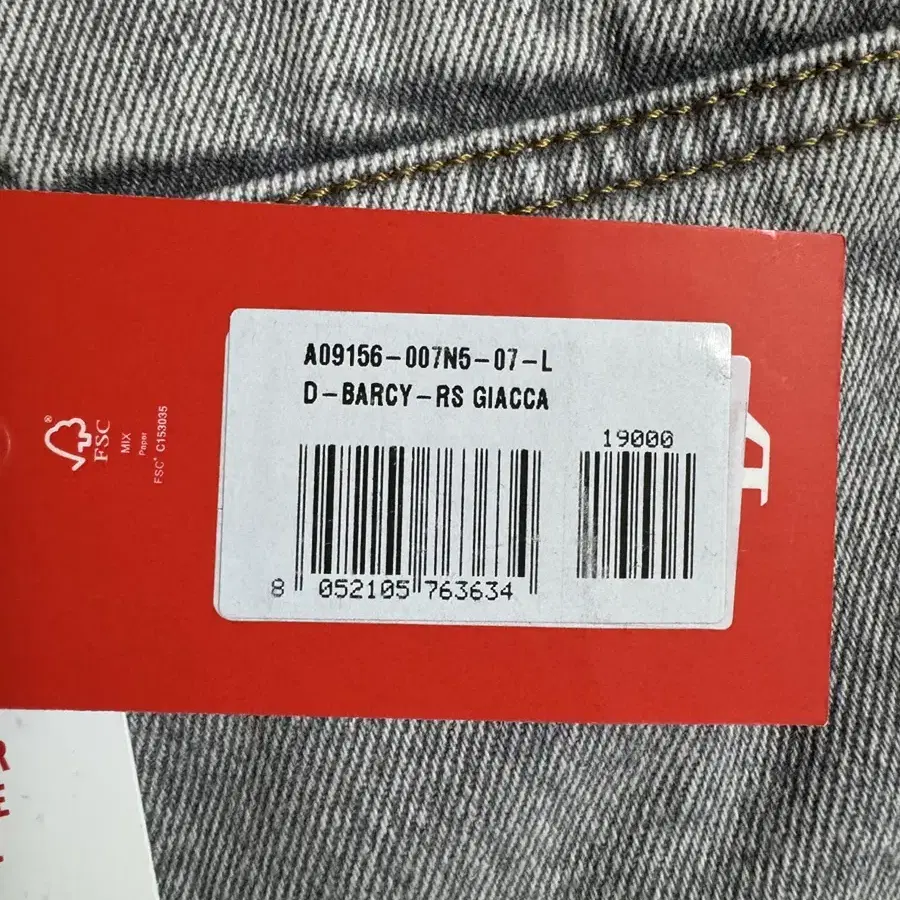 A09156-007N5-07-L
D-BARCY-RS GIACCA
19000
8 052105 763634
D
®
FSC
MIX
Paper
FSC® C153035
R
E